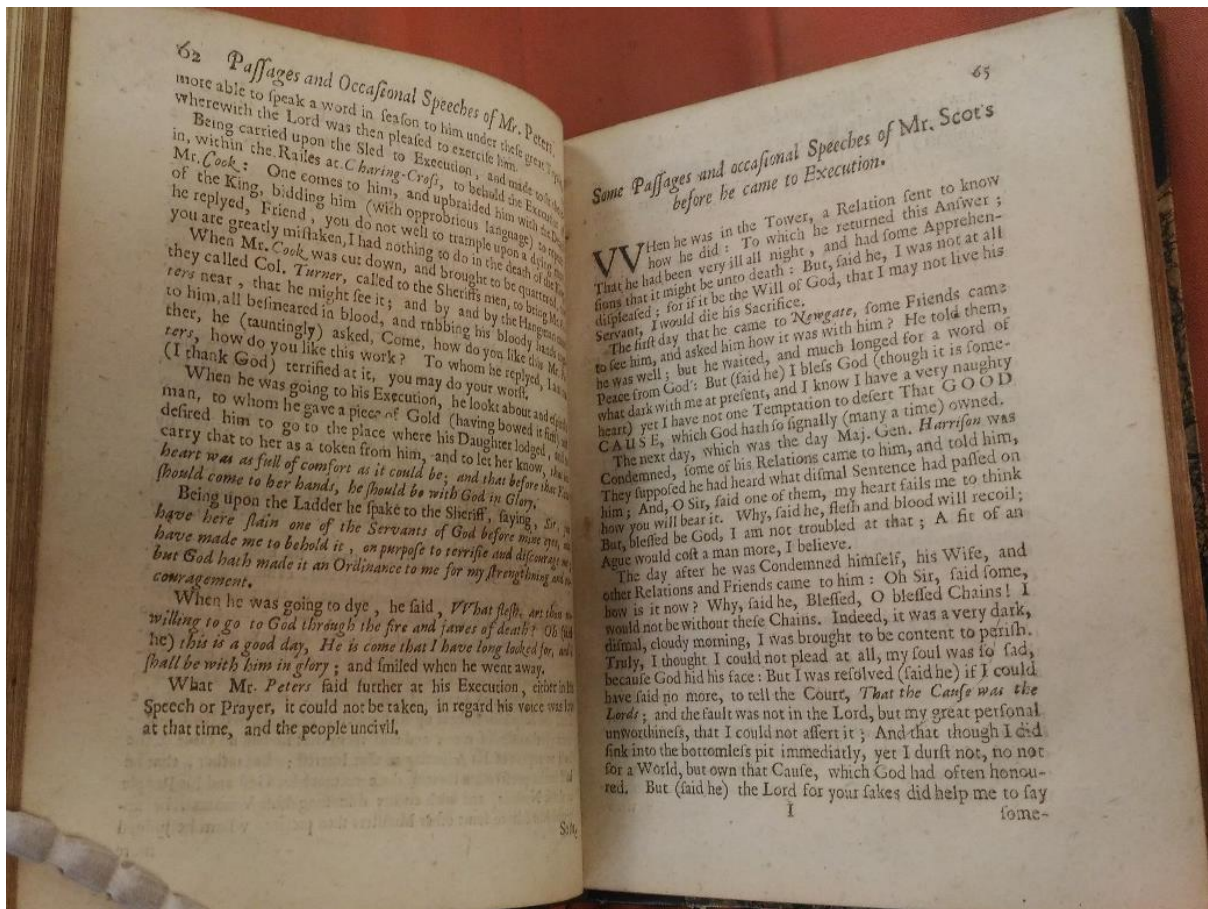 62 Paſſages and Occaſional Speeches of Mr. Peters,
more able to ſpeak a word in ſeaſon to him under theſe great
wherewith the Lord was then pleaſed to exerciſe him.
Being carried upon the Sled to Execution, and made to ſit
in, within the Railes at Charing-Croſs, to behold the Execution of
Mr. Cook: One comes to him, and upbraided him with the Death
of the King, bidding him (with opprobrious language) to repent
he replyed, Friend, you do not well to trample upon a dying man
you are greatly miſtaken, I had nothing to do in the death of the King.
When Mr. Cook was cut down, and brought to be quartered,
they called Col. Turner, called to the Sheriffs men, to bring Mr. 
ters near, that he might ſee it; and by and by the Hangman came
to him, all beſmeared in blood, and rubbing his bloody hands
ther, he (tauntingly) asked, Come, how do you like this Mr. 
ters, how do you like this work? To whom he replyed, I am
(I thank God) terrified at it, you may do your worſt.
When he was going to his Execution, he lookt about and
man, to whom he gave a piece of Gold (having bowed it firſt)
deſired him to go to the place where his Daughter lodged, and
carry that to her as a token from him, and to let her know, that
heart was as full of comfort as it could be; and that before that
ſhould come to her hands, he ſhould be with God in Glory.
Being upon the Ladder he ſpake to the Sheriff, ſaying, Sir,
have here ſlain one of the Servants of God before mine eyes, and
have made me to behold it, on purpoſe to terrifie and diſcourage
but God hath made it an Ordinance to me for my ſtrengthning and
couragement.
When he was going to dye, he ſaid, VVhat fleſh, art thou
willing to go to God through the fire and jawes of death? Oh (ſaid
he) this is a good day, He is come that I have long looked for, and
ſhall be with him in glory; and ſmiled when he went away.
What Mr. Peters ſaid further at his Execution, either in
Speech or Prayer, it could not be taken, in regard his voice was low
at that time, and the people uncivil.
65
Some Paſſages and occaſional Speeches of Mr. Scot's
before he came to Execution.
VVHen he was in the Tower, a Relation ſent to know
how he did: To which he returned this Anſwer;
That he had been very ill all night, and had ſome Apprehen-
ſions that it might be unto death: But, ſaid he, I was not at all
diſpleaſed; for if it be the Will of God, that I may not live his
Servant, I would die his Sacrifice.
The firſt day that he came to Newgate, ſome Friends came
to ſee him, and asked him how it was with him? He told them,
he was well; but he waited, and much longed for a word of
Peace from God: But (ſaid he) I bleſs God (though it is ſome-
what dark with me at preſent, and I know I have a very naughty
heart) yet I have not one Temptation to deſert That GOOD
CAUSE, which God hath ſo ſignally (many a time) owned.
The next day, which was the day Maj. Gen. Harriſon was
Condemned, ſome of his Relations came to him, and told him,
They ſuppoſed he had heard what diſmal Sentence had paſſed on
him; And, O Sir, ſaid one of them, my heart fails me to think
how you will bear it. Why, ſaid he, fleſh and blood will recoil;
But, bleſſed be God, I am not troubled at that; A fit of an
Ague would coſt a man more, I believe.
The day after he was Condemned himſelf, his Wife, and
other Relations and Friends came to him: Oh Sir, ſaid ſome,
how is it now? Why, ſaid he, Bleſſed, O bleſſed Chains! I
would not be without theſe Chains. Indeed, it was a very dark,
diſmal, cloudy morning, I was brought to be content to periſh.
Truly, I thought I could not plead at all, my ſoul was ſo ſad,
becauſe God hid his face: But I was reſolved (ſaid he) if I could
have ſaid no more, to tell the Court, That the Cauſe was the
Lords; and the fault was not in the Lord, but my great perſonal
unworthineſs, that I could not aſſert it; And that though I did
ſink into the bottomleſs pit immediatly, yet I durſt not, no not
for a World, but own that Cauſe, which God had often honou-
red. But (ſaid he) the Lord for your ſakes did help me to ſay
I
ſome-